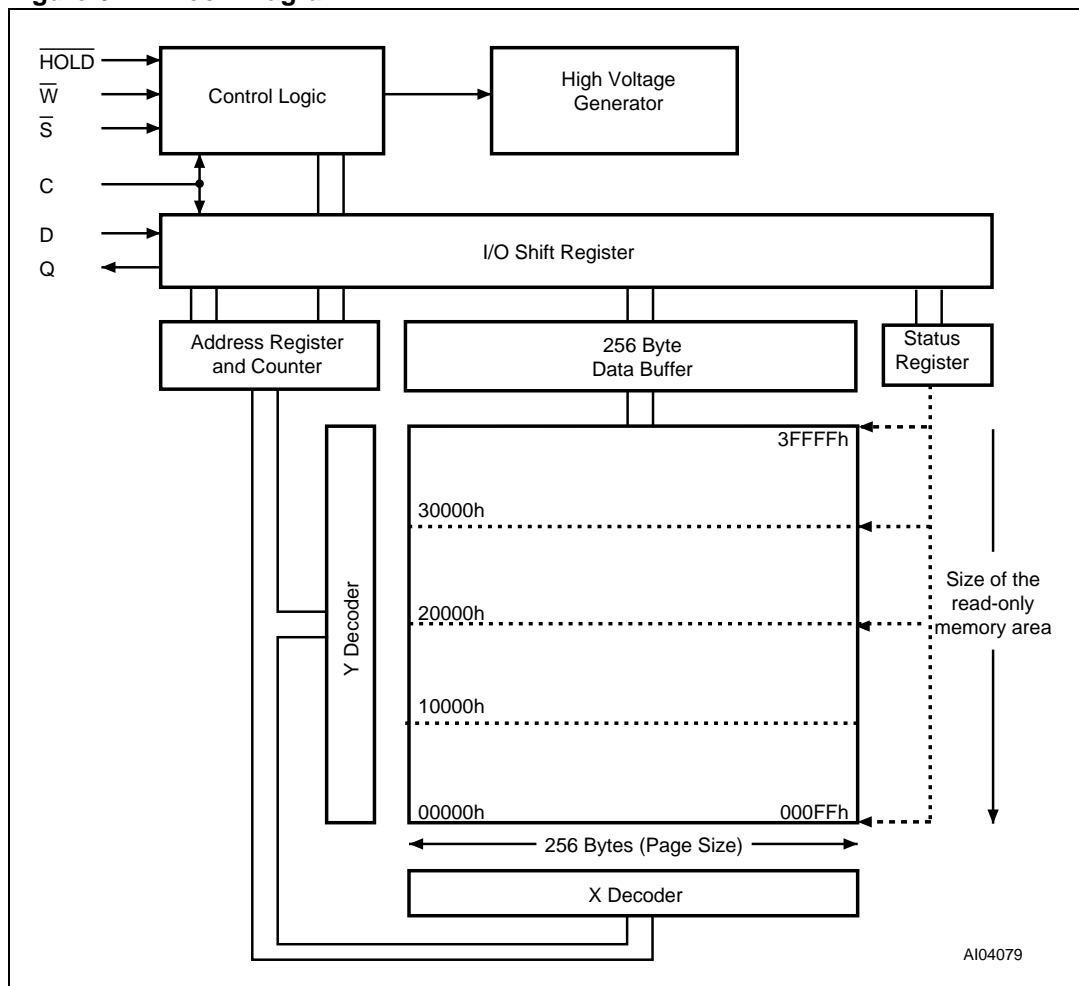 HOLD
W
S
C
D
Q
Control Logic
High Voltage
Generator
I/O Shift Register
Address Register
and Counter
256 Byte
Data Buffer
Status
Register
3FFFFh
30000h
20000h
10000h
00000h
000FFh
Y Decoder
Size of the
read-only
memory area
256 Bytes (Page Size)
X Decoder
AI04079